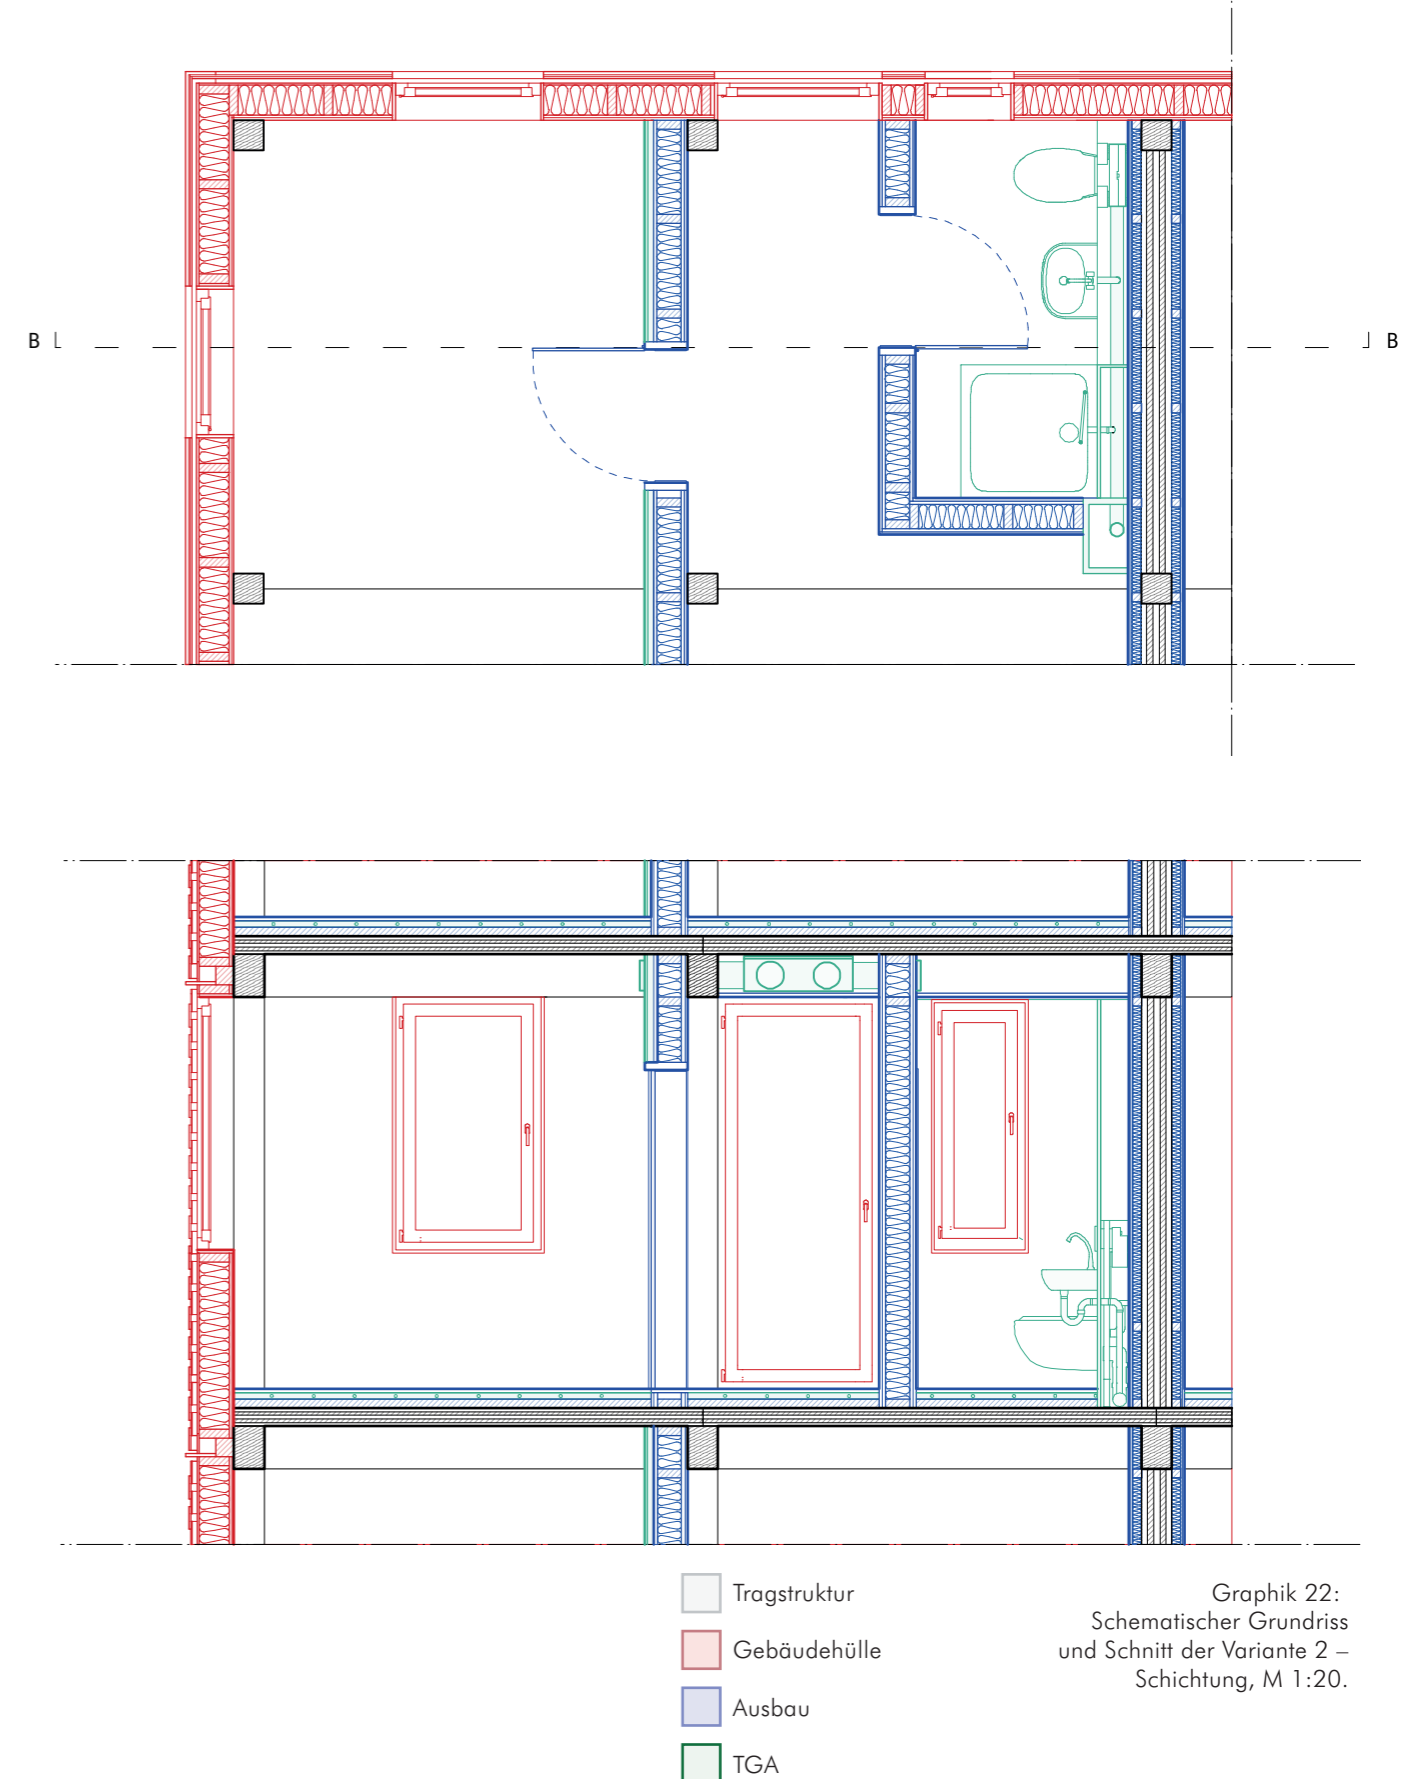 B
B
Tragstruktur
Gebäudehülle
Ausbau
TGA
Graphik 22:
Schematischer Grundriss
und Schnitt der Variante 2 –
Schichtung, M 1:20.